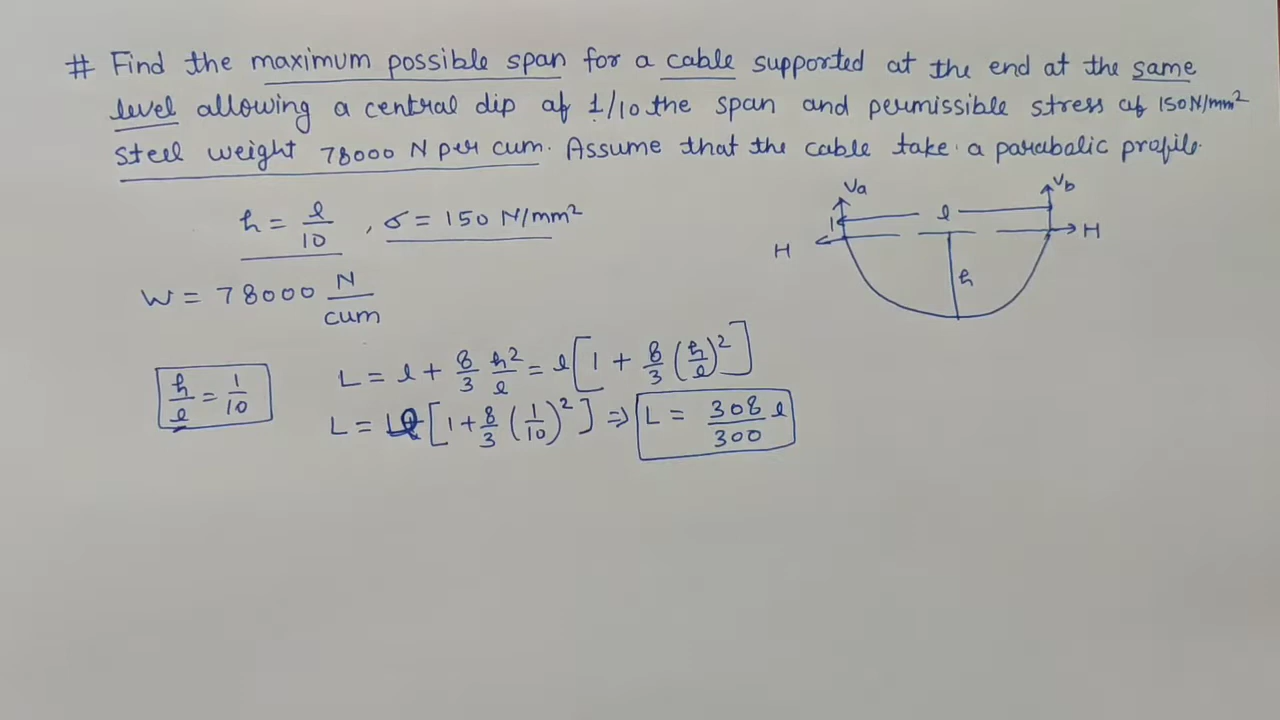 # Find the maximum possible span for a cable supported at the end at the same
level allowing a central dip of 1/10 the span and permissible stress of 150N/mm²
Steel weight 78000 N per cum. Assume that the cable take a parabolic profile.
h = l/10 , σ = 150 N/mm²
Va l Vb
H H
h
W = 78000 N/cum
h/l = 1/10
L = l + 8/3 h²/l = l[1 + 8/3 (h/l)²]
L = l [1 + 8/3 (1/10)²] ⇒ L = 308/300 l